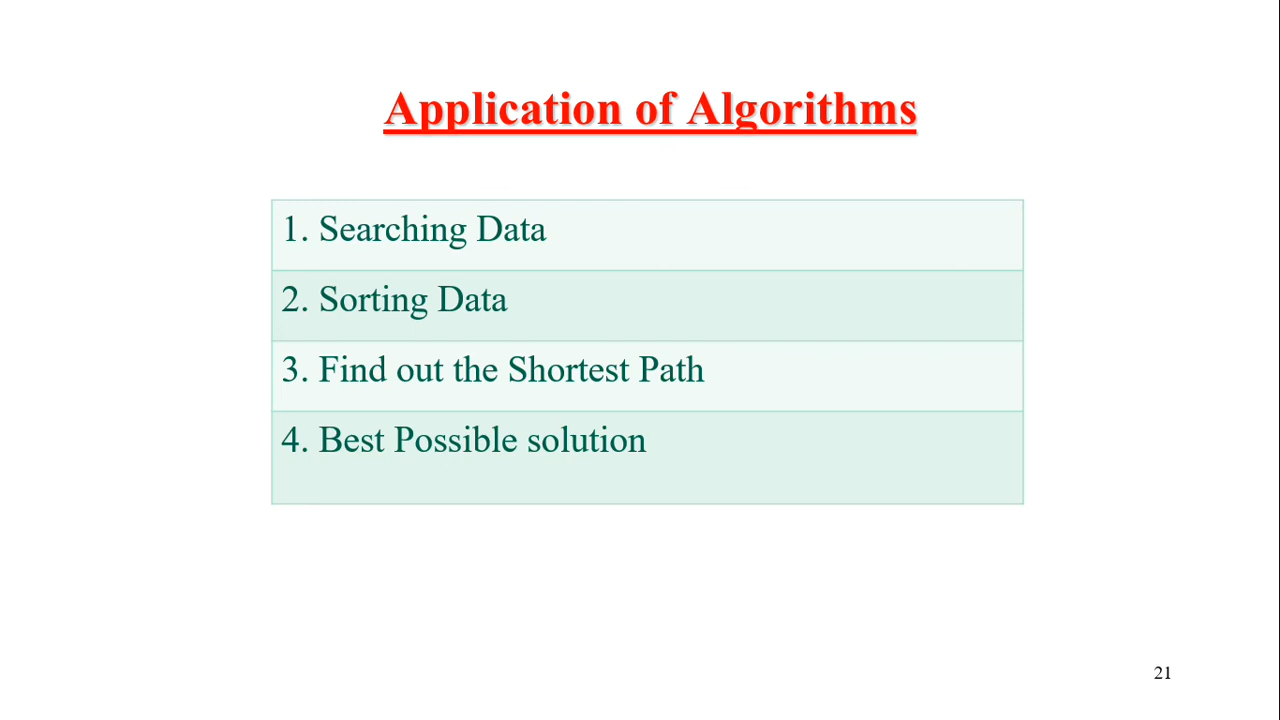 Application of Algorithms
1. Searching Data
2. Sorting Data
3. Find out the Shortest Path
4. Best Possible solution
21